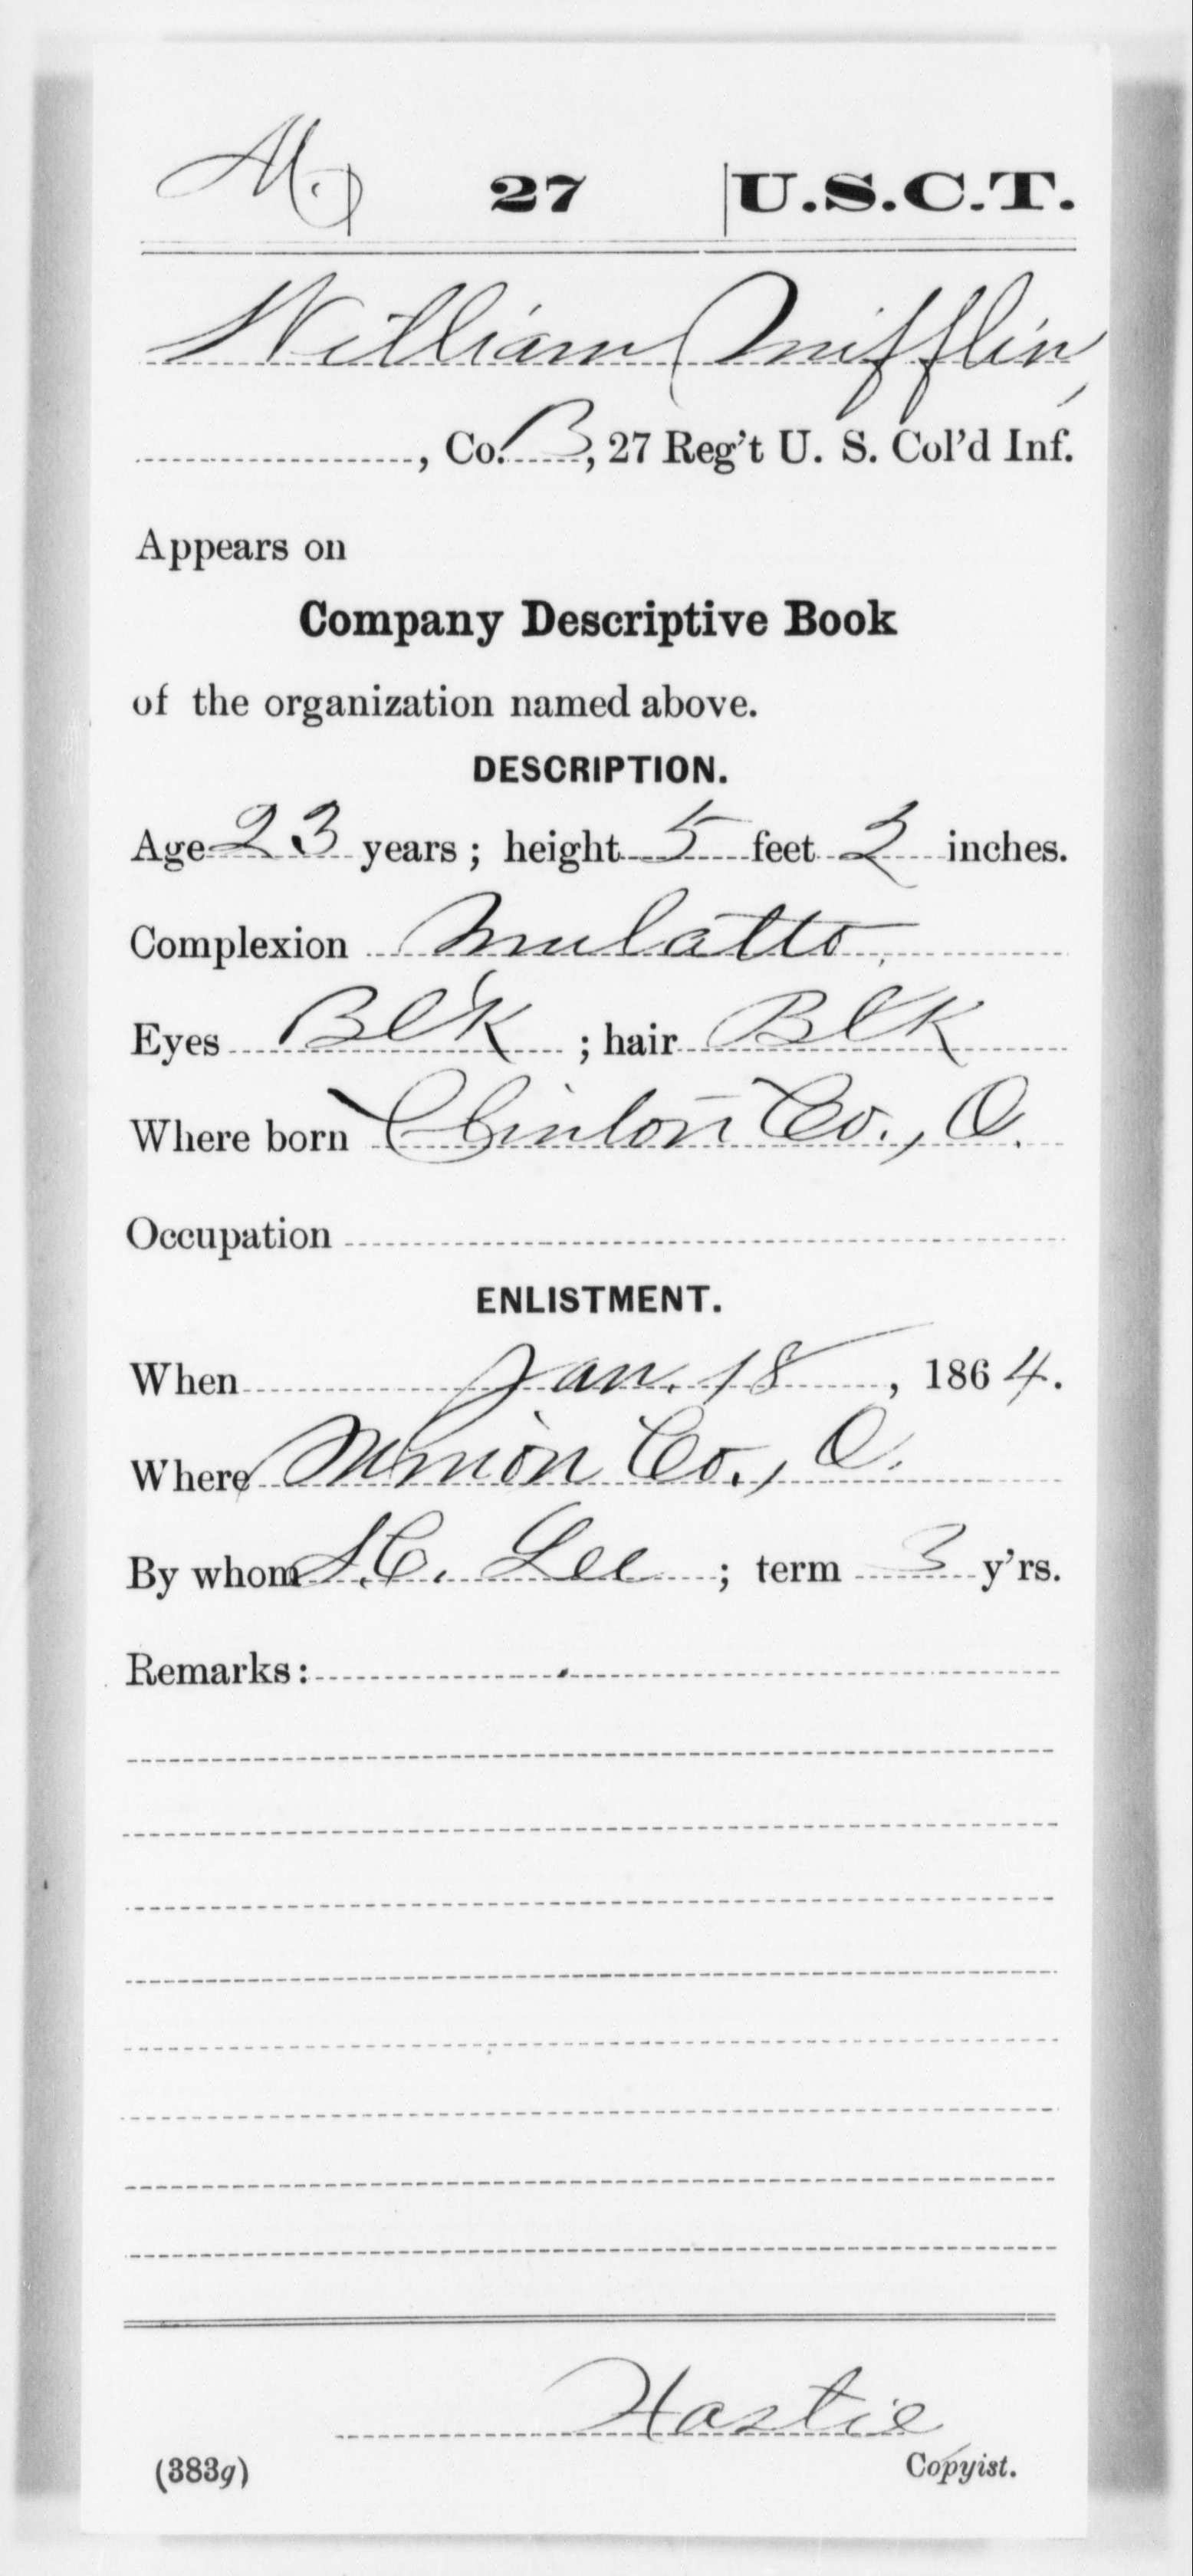 M. 27 U.S.C.T.
William Mifflin,
, Co. B, 27 Reg't U. S. Col'd Inf.
Appears on
Company Descriptive Book
of the organization named above.
DESCRIPTION.
Age 23 years; height 5 feet 2 inches.
Complexion Mulatto,
Eyes Bl'k ; hair Bl'k
Where born Clinton Co., O.
Occupation
ENLISTMENT.
When Jan. 18, 1864.
Where Union Co., O.
By whom S.C. Lee ; term 3 y'rs.
Remarks:
Hastie
(383g) Copyist.